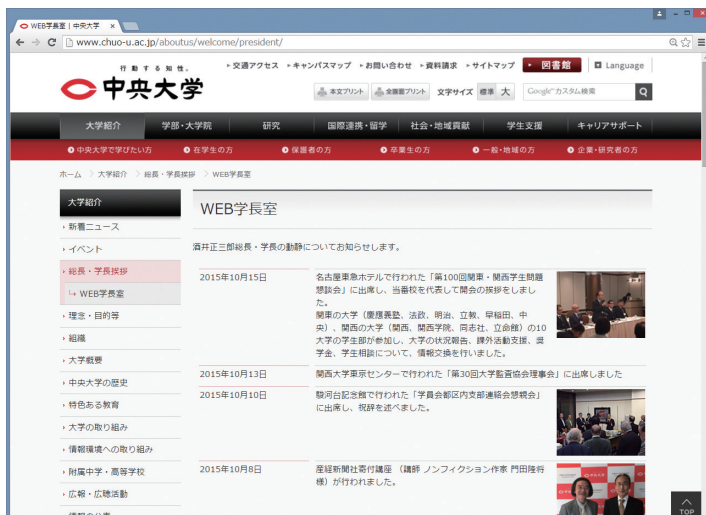 WEB学長室 | 中央大学
www.chuo-u.ac.jp/aboutus/welcome/president/
行動する知性。
中央大学
交通アクセス キャンパスマップ お問い合わせ 資料請求 サイトマップ 図書館 Language
本文プリント 全画面プリント 文字サイズ 標準 大 Google カスタム検索
大学紹介 学部・大学院 研究 国際連携・留学 社会・地域貢献 学生支援 キャリアサポート
中央大学で学びたい方 在学生の方 保護者の方 卒業生の方 一般・地域の方 企業・研究者の方
ホーム 〉 大学紹介 〉 総長・学長挨拶 〉 WEB学長室
大学紹介
新着ニュース
イベント
総長・学長挨拶
WEB学長室
理念・目的等
組織
大学概要
中央大学の歴史
特色ある教育
大学の取り組み
情報環境への取り組み
附属中学・高等学校
広報・広聴活動
WEB学長室
酒井正三郎総長・学長の動静についてお知らせします。
2015年10月15日
名古屋東急ホテルで行われた「第100回関東・関西学生問題
懇談会」に出席し、当番校を代表して開会の挨拶をしまし
た。
関東の大学（慶應義塾、法政、明治、立教、早稲田、中
央）、関西の大学（関西、関西学院、同志社、立命館）の10
大学の学生部が参加し、大学の状況報告、課外活動支援、奨
学金、学生相談について、情報交換を行いました。
2015年10月13日
関西大学東京センターで行われた「第30回大学監査協会理事会」に出席しました
2015年10月10日
駿河台記念館で行われた「学員会都区内支部連絡会懇親会」
に出席し、祝辞を述べました。
2015年10月8日
産経新聞社寄付講座 （講師 ノンフィクション作家 門田隆将
様）が行われました。
TOP